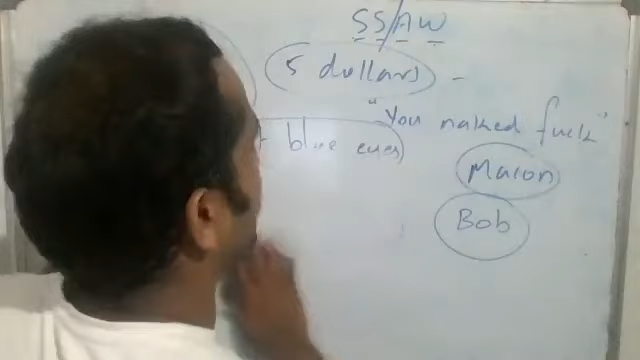 SS/AW
5 dollars -
"You naked fuck"
blue eyes
Maron
Bob